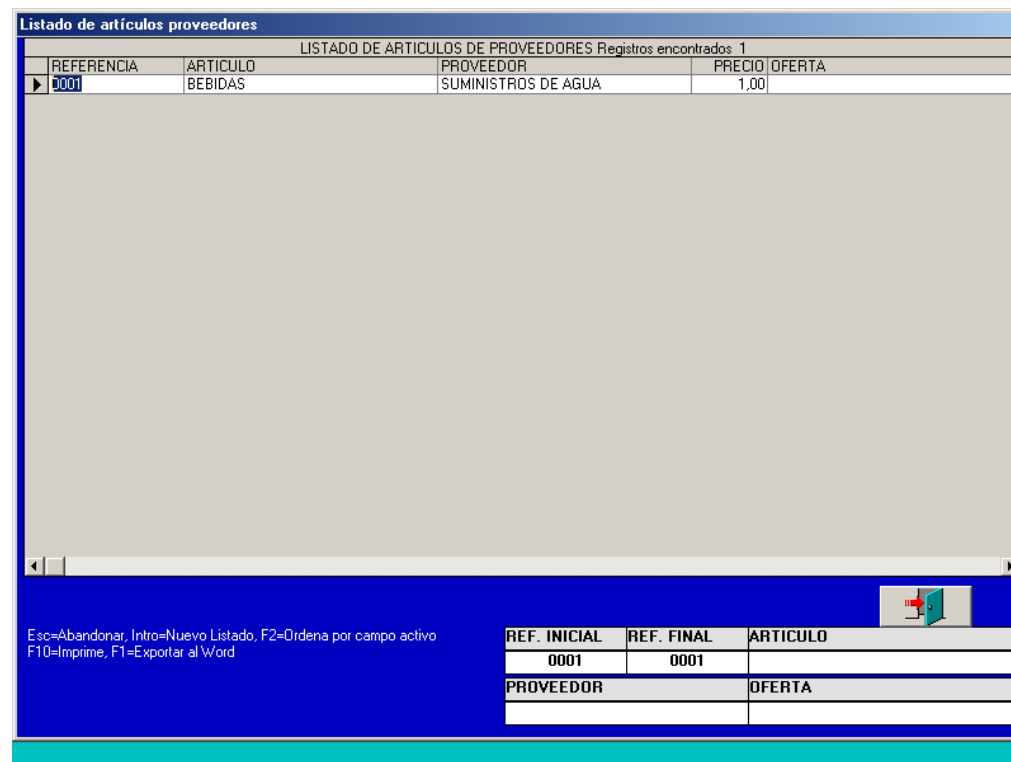 Listado de artículos proveedores
LISTADO DE ARTICULOS DE PROVEEDORES Registros encontrados 1
REFERENCIA ARTICULO PROVEEDOR PRECIO OFERTA
0001 BEBIDAS SUMINISTROS DE AGUA 1,00
Esc=Abandonar, Intro=Nuevo Listado, F2=Ordena por campo activo
F10=Imprime, F1=Exportar al Word
REF. INICIAL REF. FINAL ARTICULO
0001 0001
PROVEEDOR OFERTA